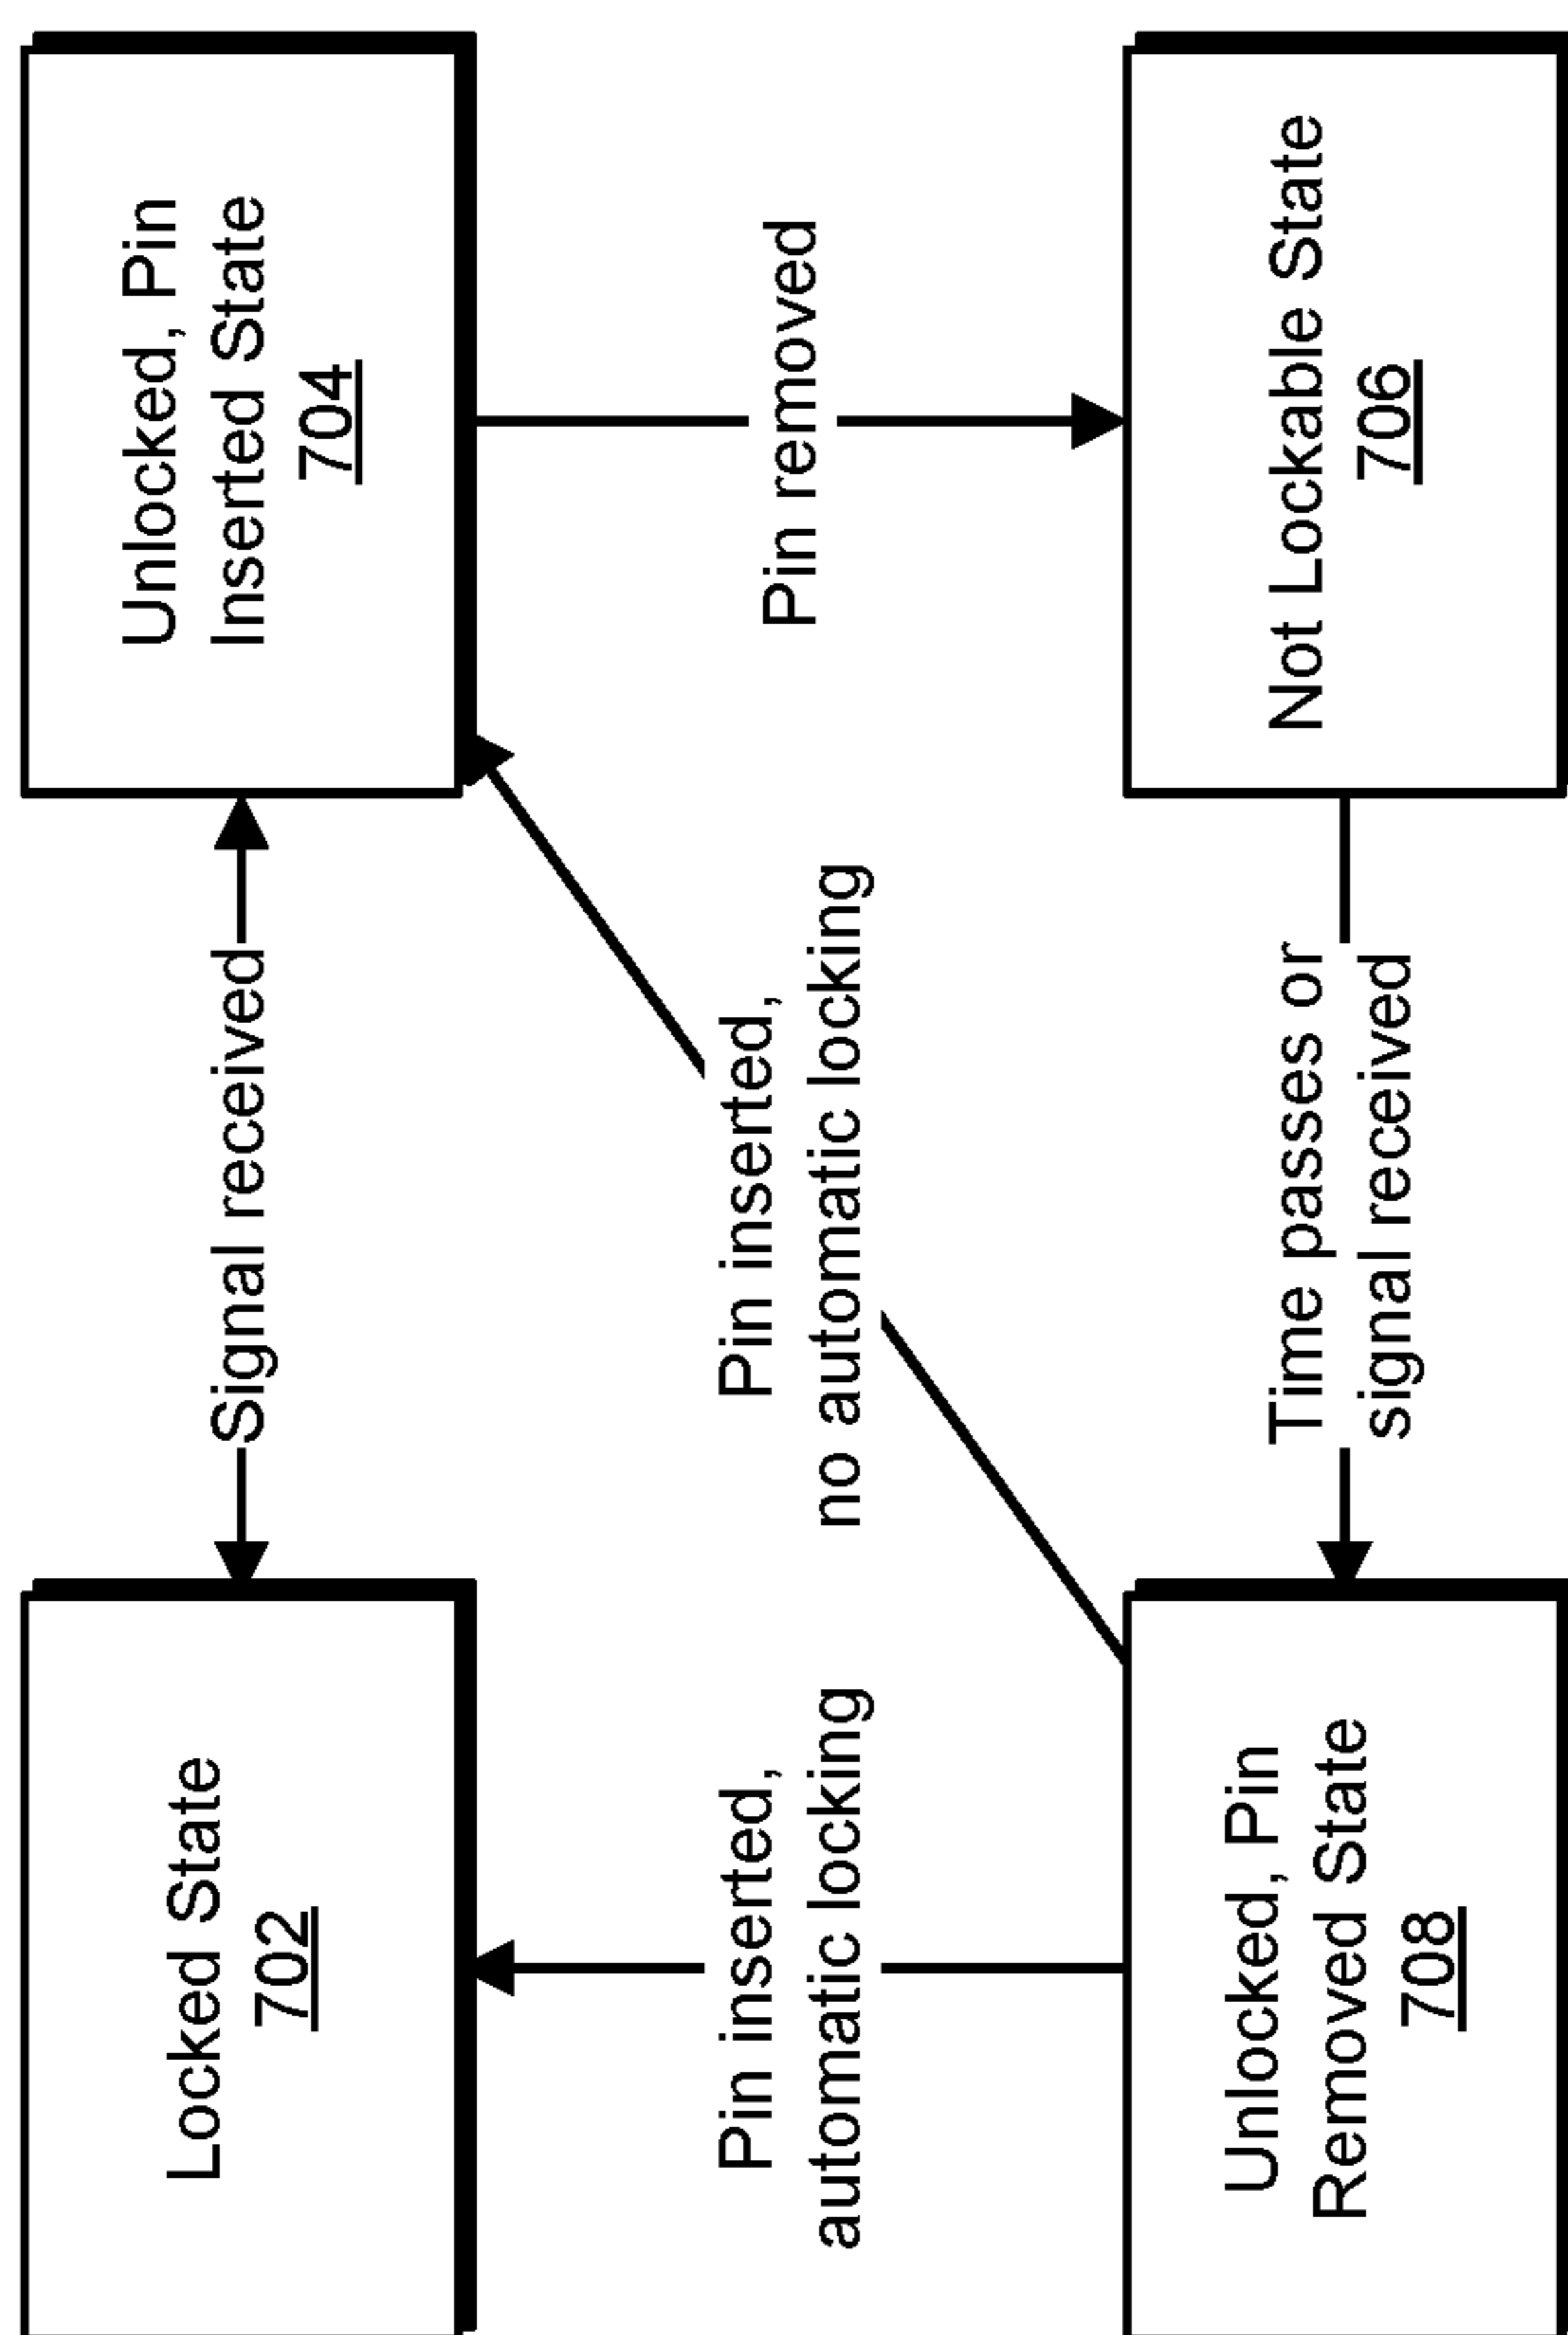 Locked State
702
Signal received
Unlocked, Pin
Inserted State
704
Pin inserted,
automatic locking
Pin inserted,
no automatic locking
Pin removed
Unlocked, Pin
Removed State
708
Time passes or
signal received
Not Lockable State
706